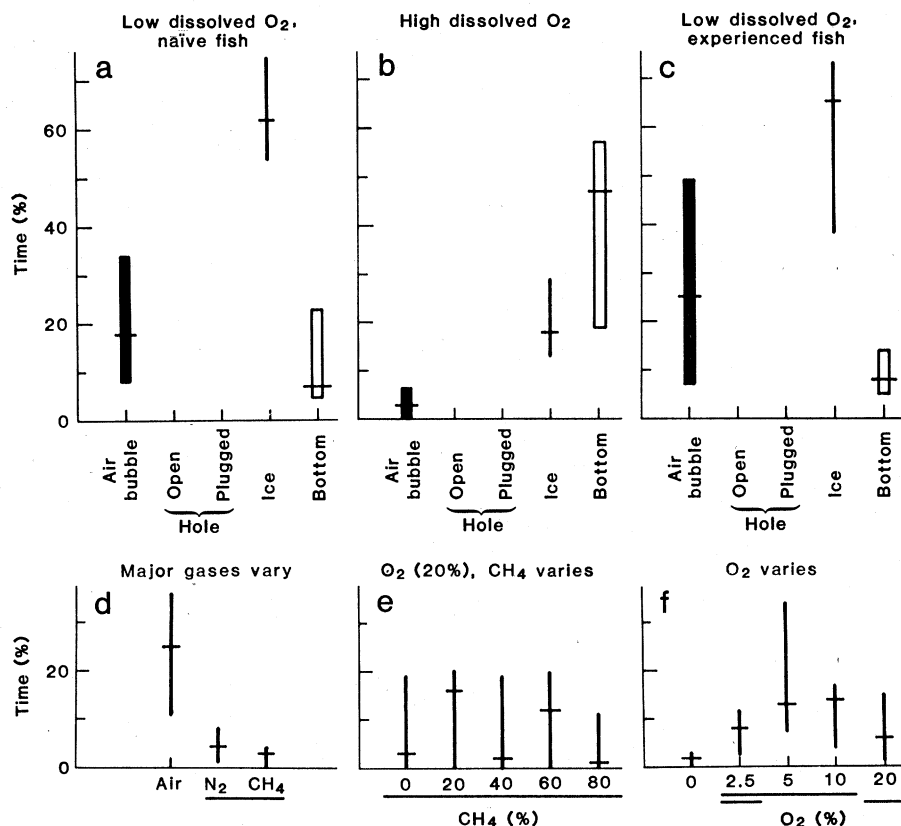 Low dissolved O2,
naïve fish
High dissolved O2
Low dissolved O2,
experienced fish
a
b
c
Time (%)
60
40
20
0
Air bubble
Open
Plugged
Ice
Bottom
Hole
Air bubble
Open
Plugged
Ice
Bottom
Hole
Air bubble
Open
Plugged
Ice
Bottom
Hole
Major gases vary
O2 (20%), CH4 varies
O2 varies
d
e
f
Time (%)
20
0
Air N2 CH4
0 20 40 60 80
CH4 (%)
0 2.5 5 10 20
O2 (%)